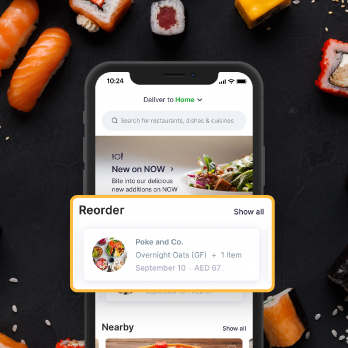 10:24
Deliver to Home
Search for restaurants, dishes & cuisines
New on NOW
Bite into our delicious
new additions on NOW
Reorder
Show all
Poke and Co.
Overnight Oats (GF) + 1 item
September 10 · AED 67
Nearby
Show all